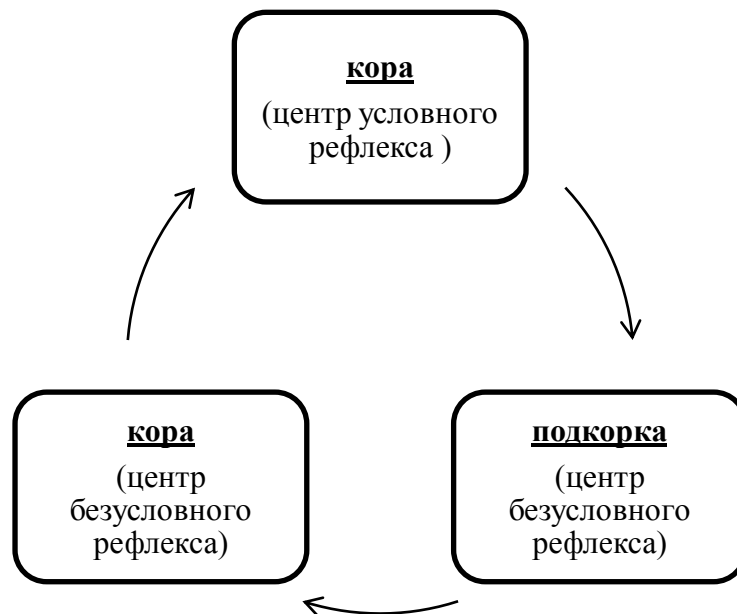 кора
(центр условного
рефлекса )
кора
(центр
безусловного
рефлекса)
подкорка
(центр
безусловного
рефлекса)